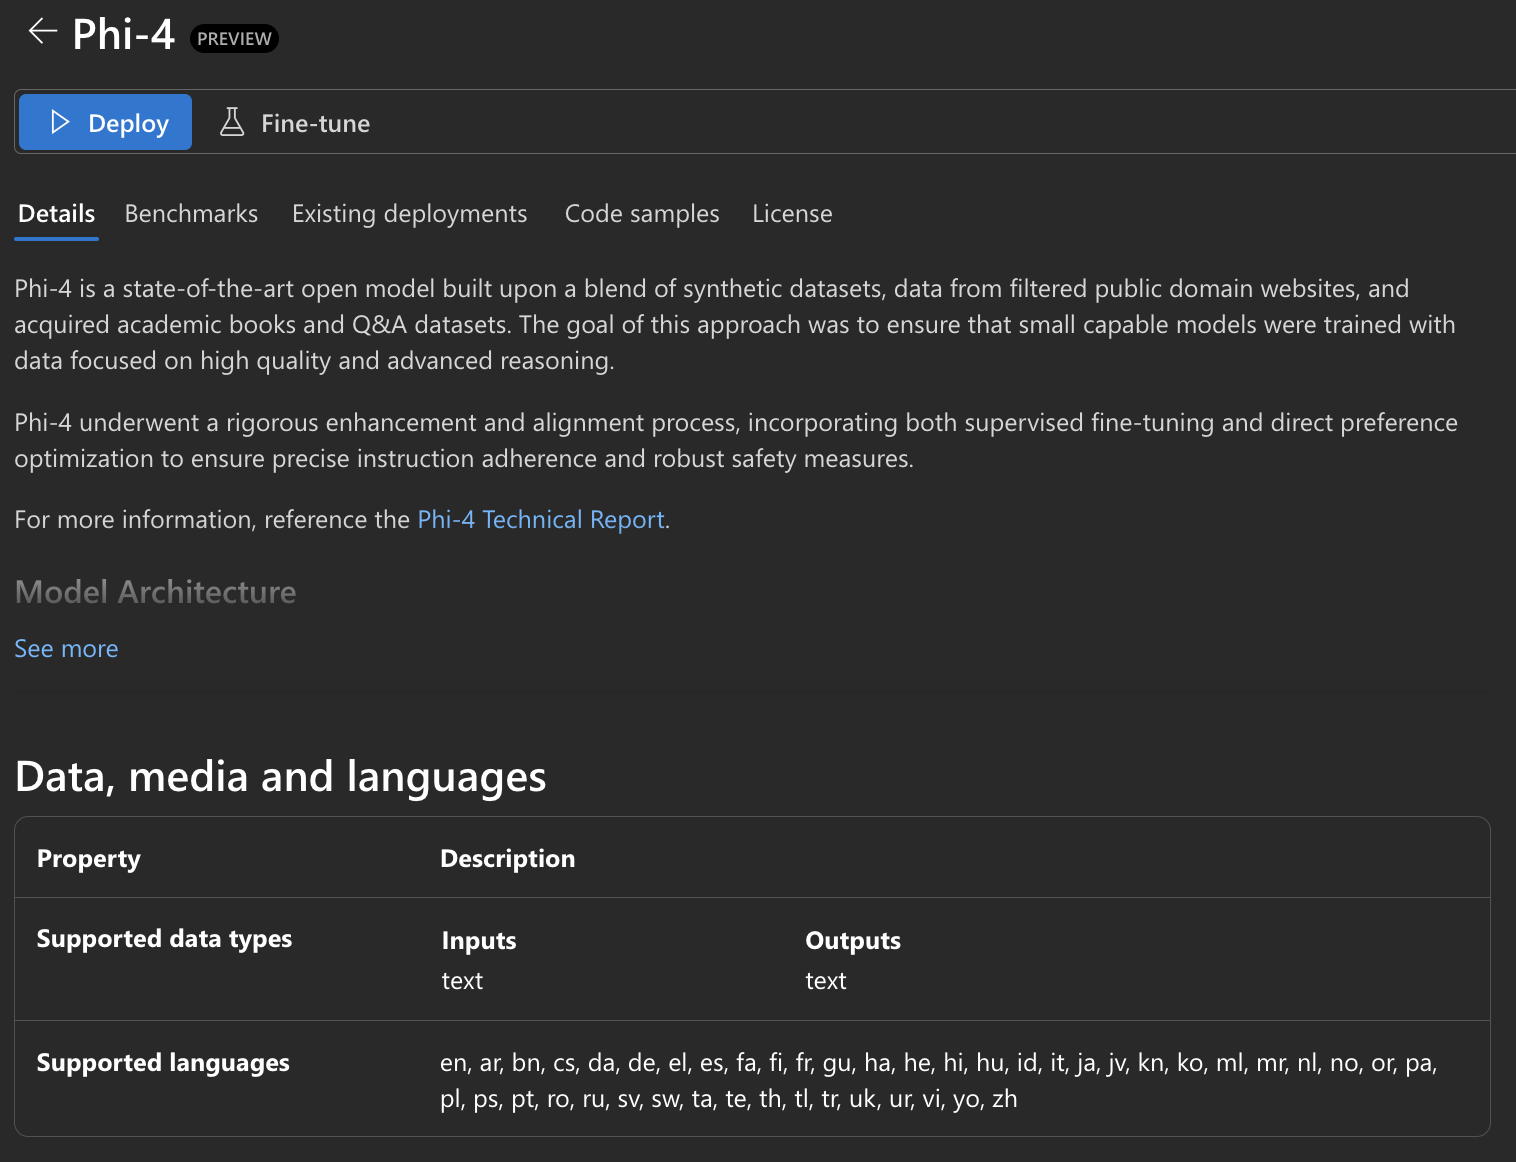 Phi-4 PREVIEW
Deploy Fine-tune
Details Benchmarks Existing deployments Code samples License
Phi-4 is a state-of-the-art open model built upon a blend of synthetic datasets, data from filtered public domain websites, and
acquired academic books and Q&A datasets. The goal of this approach was to ensure that small capable models were trained with
data focused on high quality and advanced reasoning.
Phi-4 underwent a rigorous enhancement and alignment process, incorporating both supervised fine-tuning and direct preference
optimization to ensure precise instruction adherence and robust safety measures.
For more information, reference the Phi-4 Technical Report.
Model Architecture
See more
Data, media and languages
Property Description
Supported data types Inputs Outputs
text text
Supported languages en, ar, bn, cs, da, de, el, es, fa, fi, fr, gu, ha, he, hi, hu, id, it, ja, jv, kn, ko, ml, mr, nl, no, or, pa,
pl, ps, pt, ro, ru, sv, sw, ta, te, th, tl, tr, uk, ur, vi, yo, zh